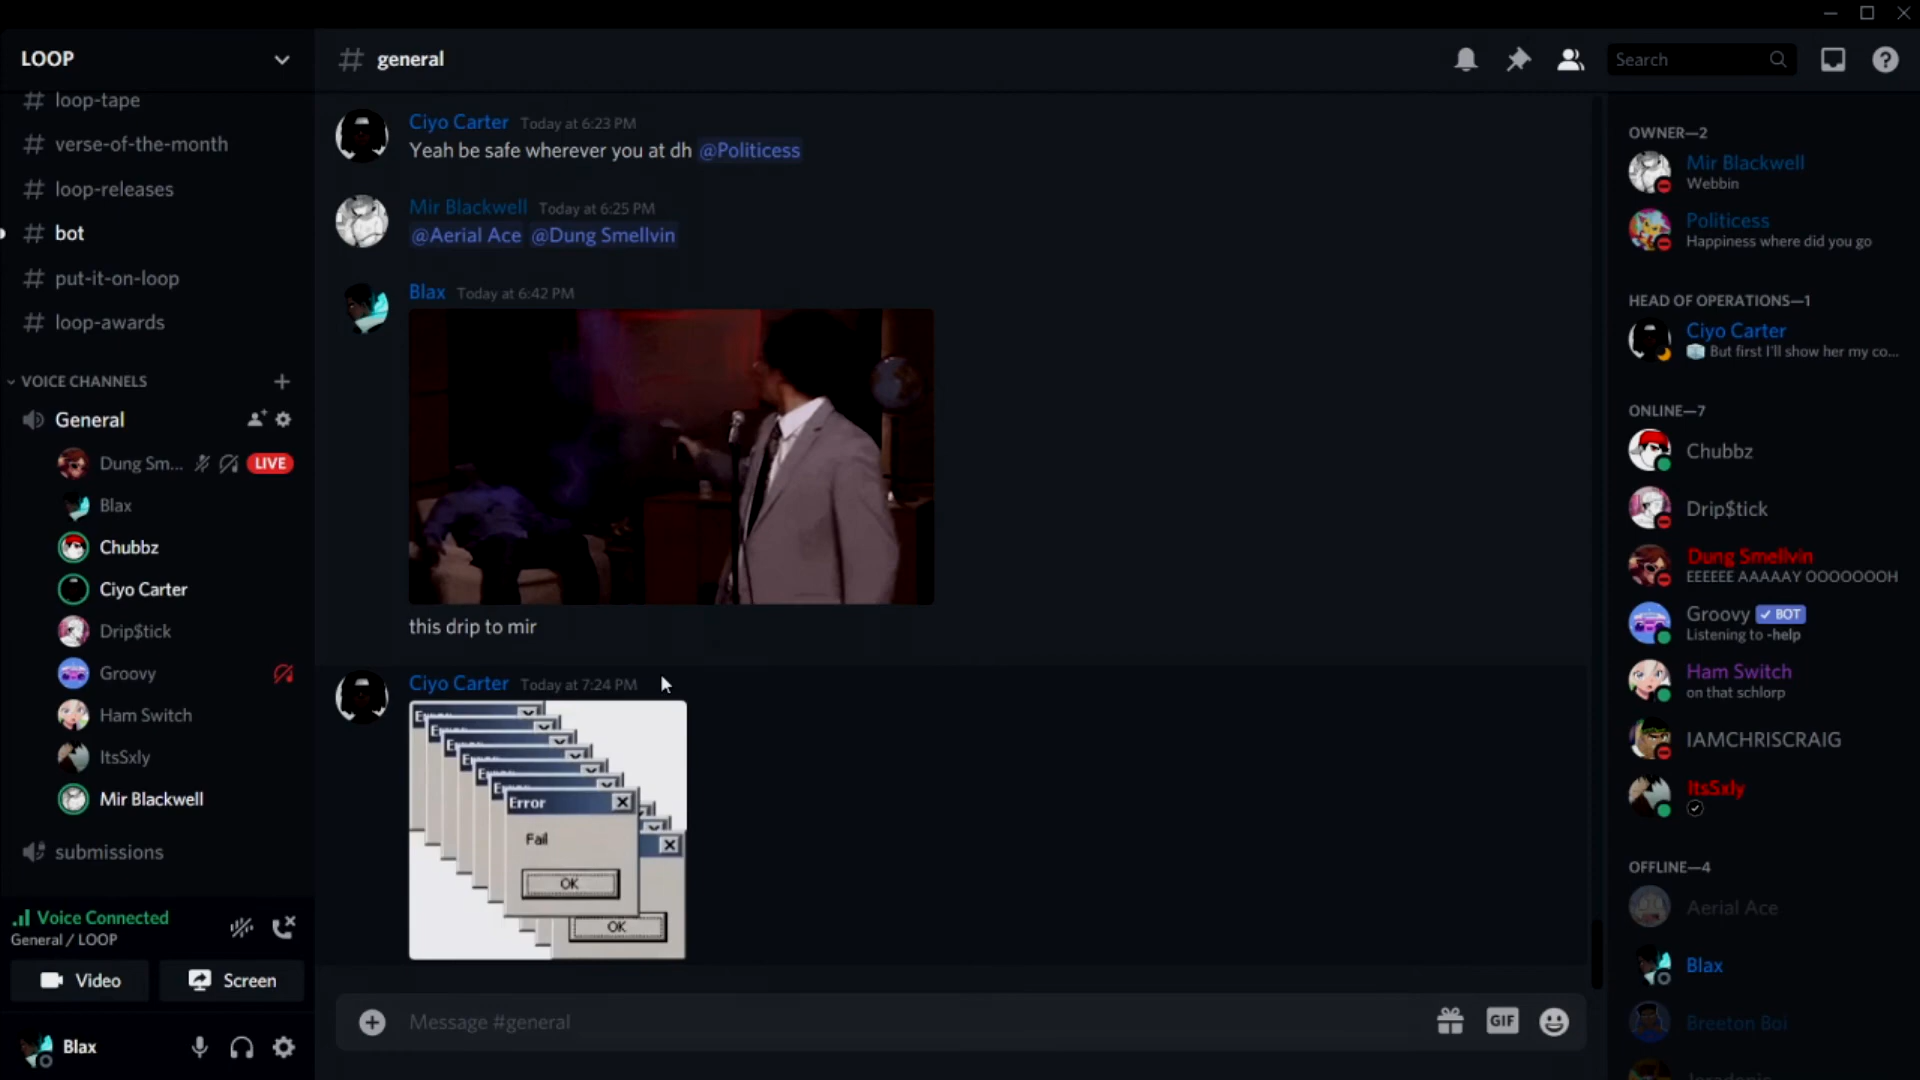 LOOP
loop-tape
verse-of-the-month
loop-releases
bot
put-it-on-loop
loop-awards
VOICE CHANNELS
General
Dung Sm... LIVE
Blax
Chubbz
Ciyo Carter
Drip$tick
Groovy
Ham Switch
ItsSxly
Mir Blackwell
submissions
Voice Connected
General / LOOP
Video Screen
Blax
# general
Search
Ciyo Carter Today at 6:23 PM
Yeah be safe wherever you at dh @Politicess
Mir Blackwell Today at 6:25 PM
@Aerial Ace @Dung Smellvin
Blax Today at 6:42 PM
this drip to mir
Ciyo Carter Today at 7:24 PM
Error
Fail
OK
OK
Message #general
GIF
OWNER—2
Mir Blackwell
Webbin
Politicess
Happiness where did you go
HEAD OF OPERATIONS—1
Ciyo Carter
But first I'll show her my co...
ONLINE—7
Chubbz
Drip$tick
Dung Smellvin
EEEEEE AAAAAY OOOOOOOH
Groovy BOT
Listening to -help
Ham Switch
on that schlorp
IAMCHRISCRAIG
ItsSxly
OFFLINE—4
Aerial Ace
Blax
Breeton Boi